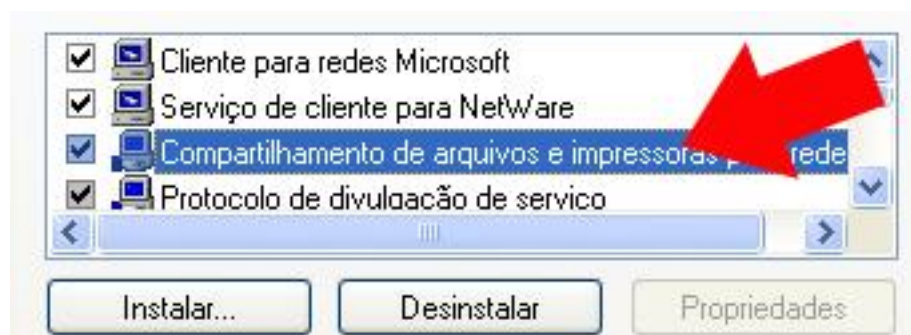 Cliente para redes Microsoft
Serviço de cliente para NetWare
Compartilhamento de arquivos e impressoras rede
Protocolo de divulgação de serviço
Instalar...
Desinstalar
Propriedades